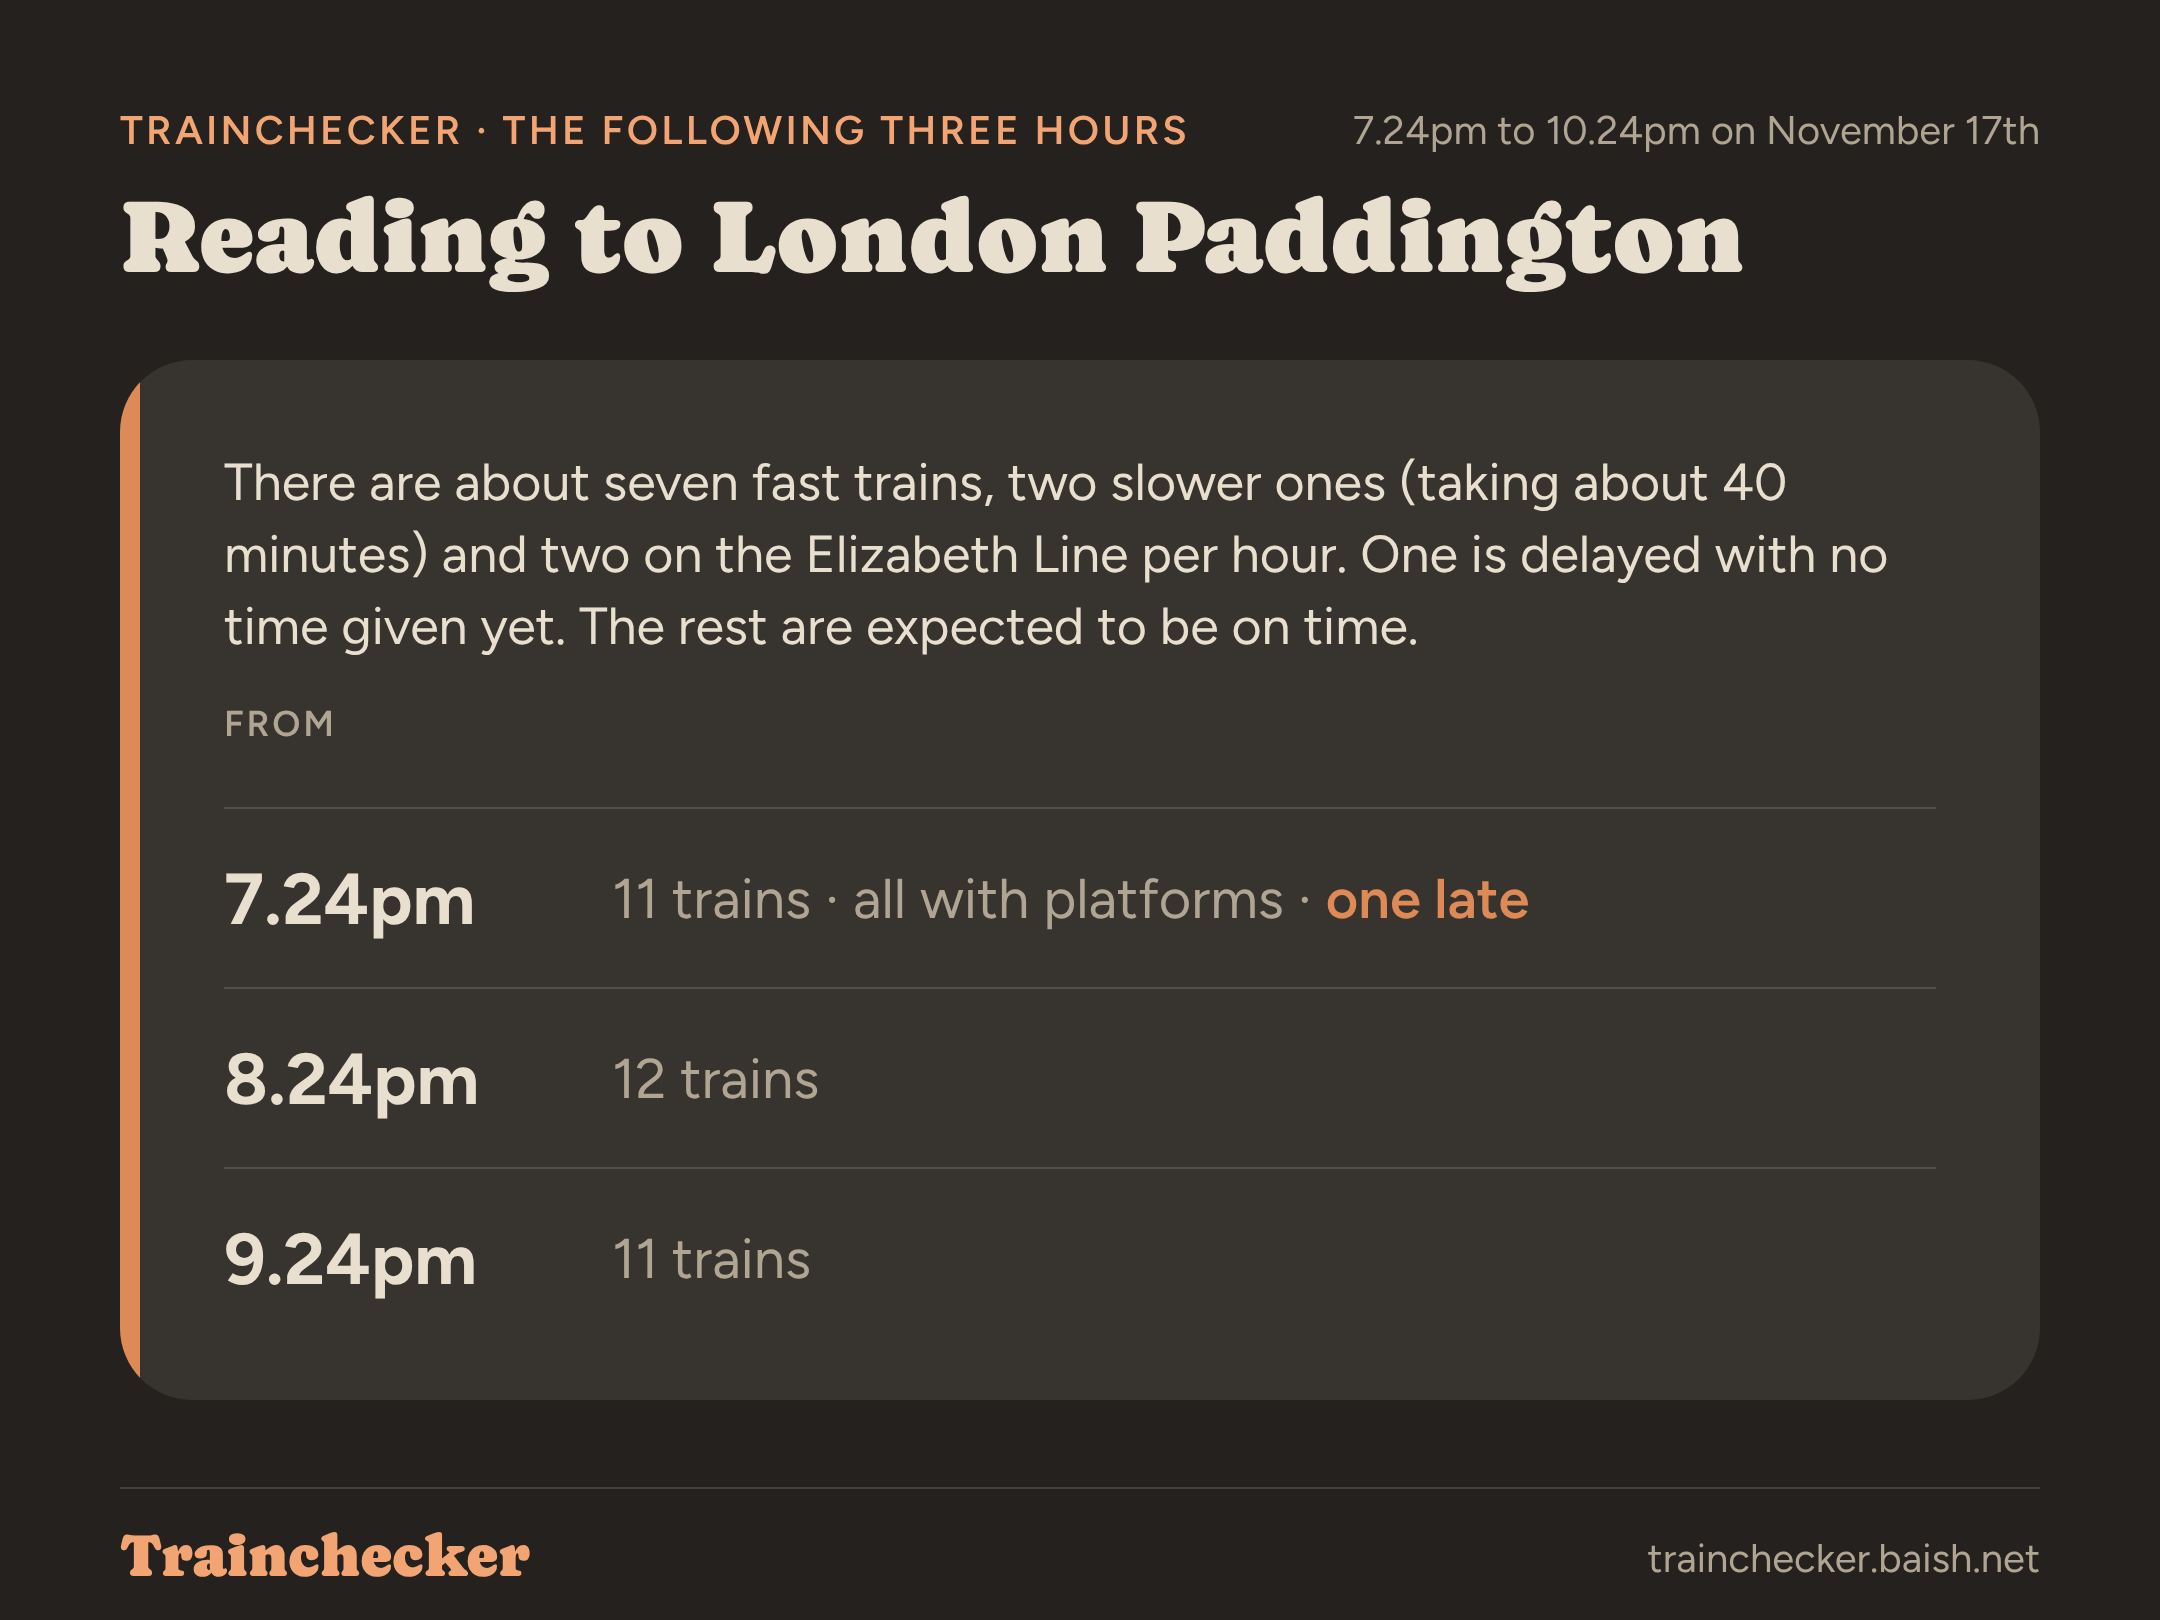 TRAINCHECKER · THE FOLLOWING THREE HOURS
7.24pm to 10.24pm on November 17th
Reading to London Paddington
There are about seven fast trains, two slower ones (taking about 40
minutes) and two on the Elizabeth Line per hour. One is delayed with no
time given yet. The rest are expected to be on time.
FROM
7.24pm 11 trains · all with platforms · one late
8.24pm 12 trains
9.24pm 11 trains
Trainchecker
trainchecker.baish.net